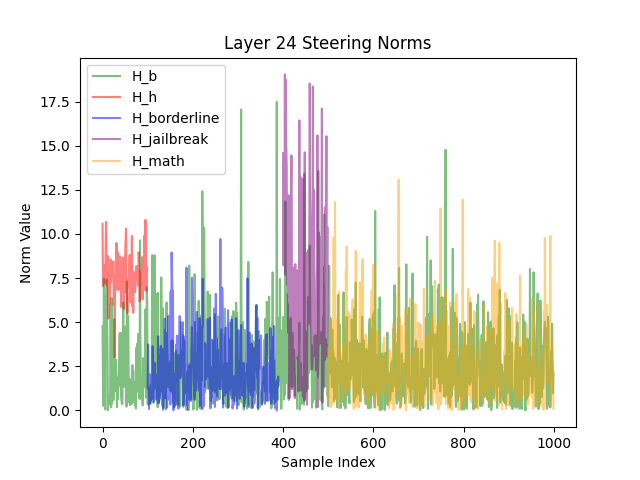 Layer 24 Steering Norms
H_b
H_h
H_borderline
H_jailbreak
H_math
Norm Value
17.5
15.0
12.5
10.0
7.5
5.0
2.5
0.0
0
200
400
600
800
1000
Sample Index